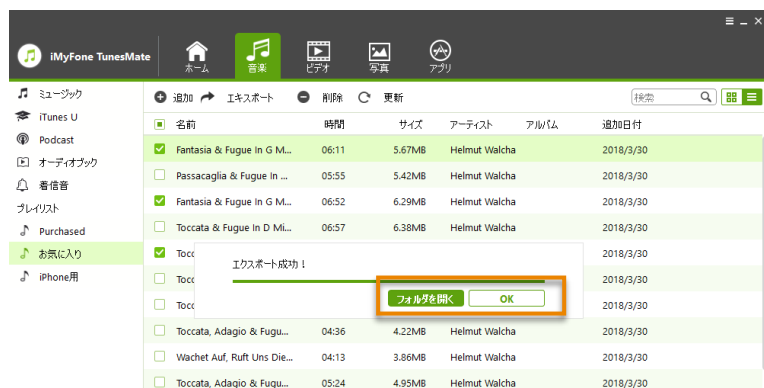 iMyFone TunesMate
ホーム
音楽
ビデオ
写真
アプリ
ミュージック
iTunes U
Podcast
オーディオブック
着信音
プレイリスト
Purchased
お気に入り
iPhone用
追加 エキスポート 削除 更新 検索
名前 時間 サイズ アーティスト アルバム 追加日付
Fantasia & Fugue In G M... 06:11 5.67MB Helmut Walcha 2018/3/30
Passacaglia & Fugue In ... 05:55 5.42MB Helmut Walcha 2018/3/30
Fantasia & Fugue In G M... 06:52 6.29MB Helmut Walcha 2018/3/30
Toccata & Fugue In D Mi... 06:57 6.38MB Helmut Walcha 2018/3/30
Tocc 2018/3/30
Tocc 2018/3/30
Tocc 2018/3/30
エクスポート成功！
フォルダを開く OK
Toccata, Adagio & Fugu... 04:36 4.22MB Helmut Walcha 2018/3/30
Wachet Auf, Ruft Uns Die... 04:13 3.86MB Helmut Walcha 2018/3/30
Toccata, Adagio & Fugu... 05:24 4.95MB Helmut Walcha 2018/3/30